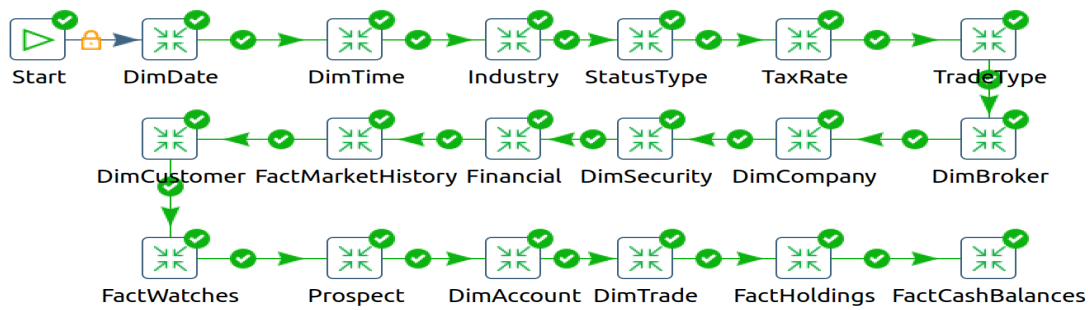 Start DimDate DimTime Industry StatusType TaxRate TradeType
DimCustomer FactMarketHistory Financial DimSecurity DimCompany DimBroker
FactWatches Prospect DimAccount DimTrade FactHoldings FactCashBalances